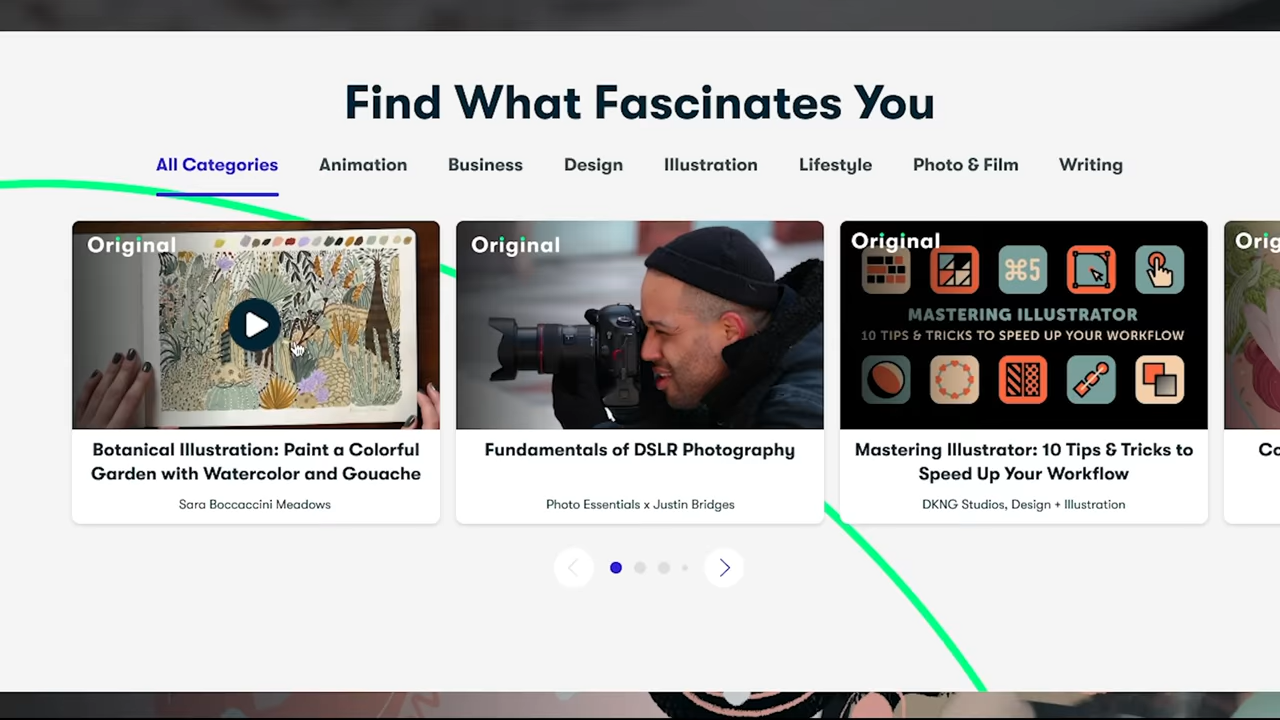 Find What Fascinates You
All Categories Animation Business Design Illustration Lifestyle Photo & Film Writing
Original
Original
Original
Orig
⌘5
MASTERING ILLUSTRATOR
10 TIPS & TRICKS TO SPEED UP YOUR WORKFLOW
Botanical Illustration: Paint a Colorful
Garden with Watercolor and Gouache
Sara Boccaccini Meadows
Fundamentals of DSLR Photography
Photo Essentials x Justin Bridges
Mastering Illustrator: 10 Tips & Tricks to
Speed Up Your Workflow
DKNG Studios, Design + Illustration
Co